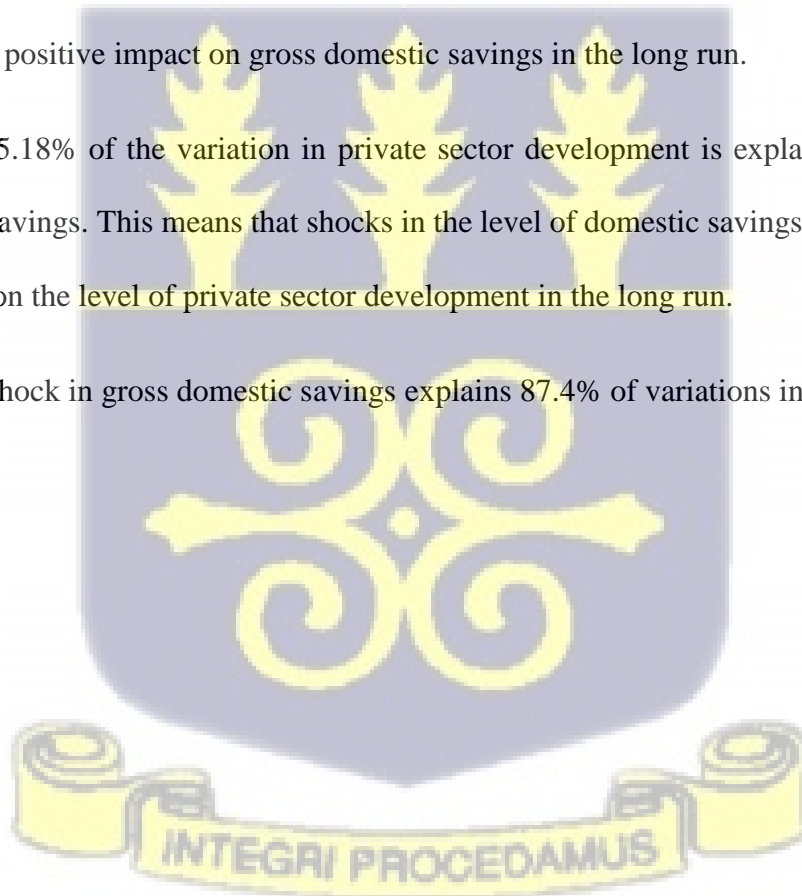 positive impact on gross domestic savings in the long run.
5.18% of the variation in private sector development is expla
avings. This means that shocks in the level of domestic savings
on the level of private sector development in the long run.
hock in gross domestic savings explains 87.4% of variations in
INTEGRI PROCEDAMUS